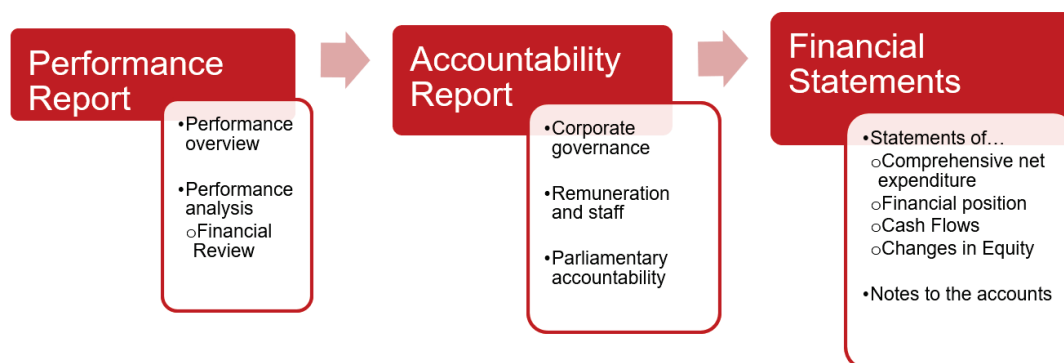 Performance
Report
•Performance
overview
•Performance
analysis
oFinancial
Review
Accountability
Report
•Corporate
governance
•Remuneration
and staff
•Parliamentary
accountability
Financial
Statements
•Statements of…
oComprehensive net
expenditure
oFinancial position
oCash Flows
oChanges in Equity
•Notes to the accounts